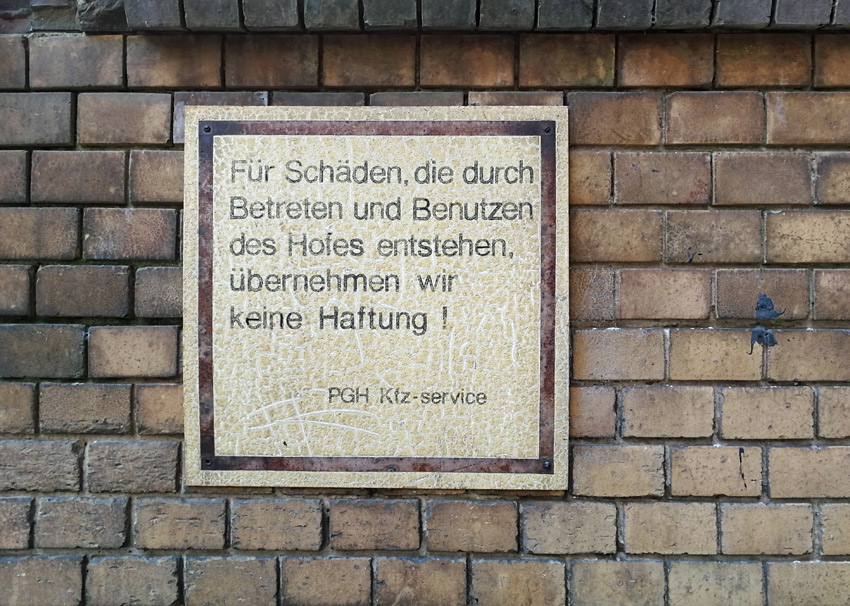 Für Schäden, die durch
Betreten und Benutzen
des Hofes entstehen,
übernehmen wir
keine Haftung !
PGH Kfz-service